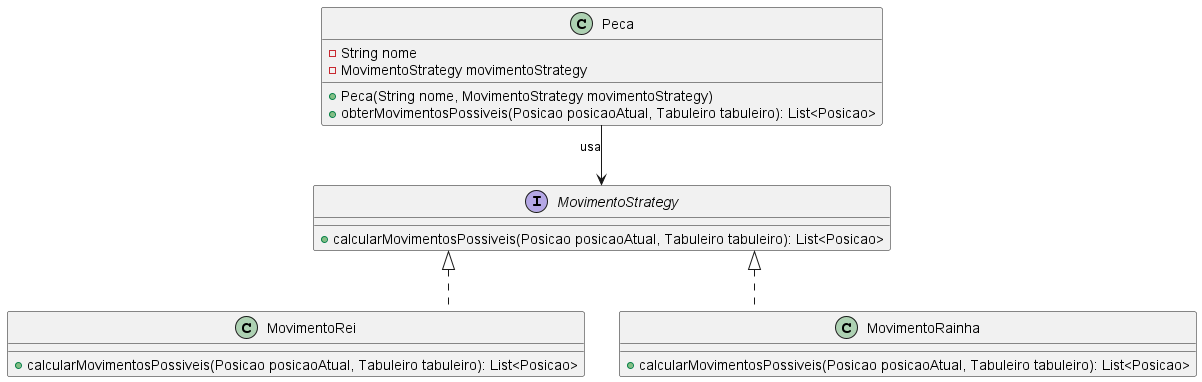 C Peca
String nome
MovimentoStrategy movimentoStrategy
Peca(String nome, MovimentoStrategy movimentoStrategy)
obterMovimentosPossiveis(Posicao posicaoAtual, Tabuleiro tabuleiro): List<Posicao>
usa
I MovimentoStrategy
calcularMovimentosPossiveis(Posicao posicaoAtual, Tabuleiro tabuleiro): List<Posicao>
C MovimentoRei
calcularMovimentosPossiveis(Posicao posicaoAtual, Tabuleiro tabuleiro): List<Posicao>
C MovimentoRainha
calcularMovimentosPossiveis(Posicao posicaoAtual, Tabuleiro tabuleiro): List<Posicao>